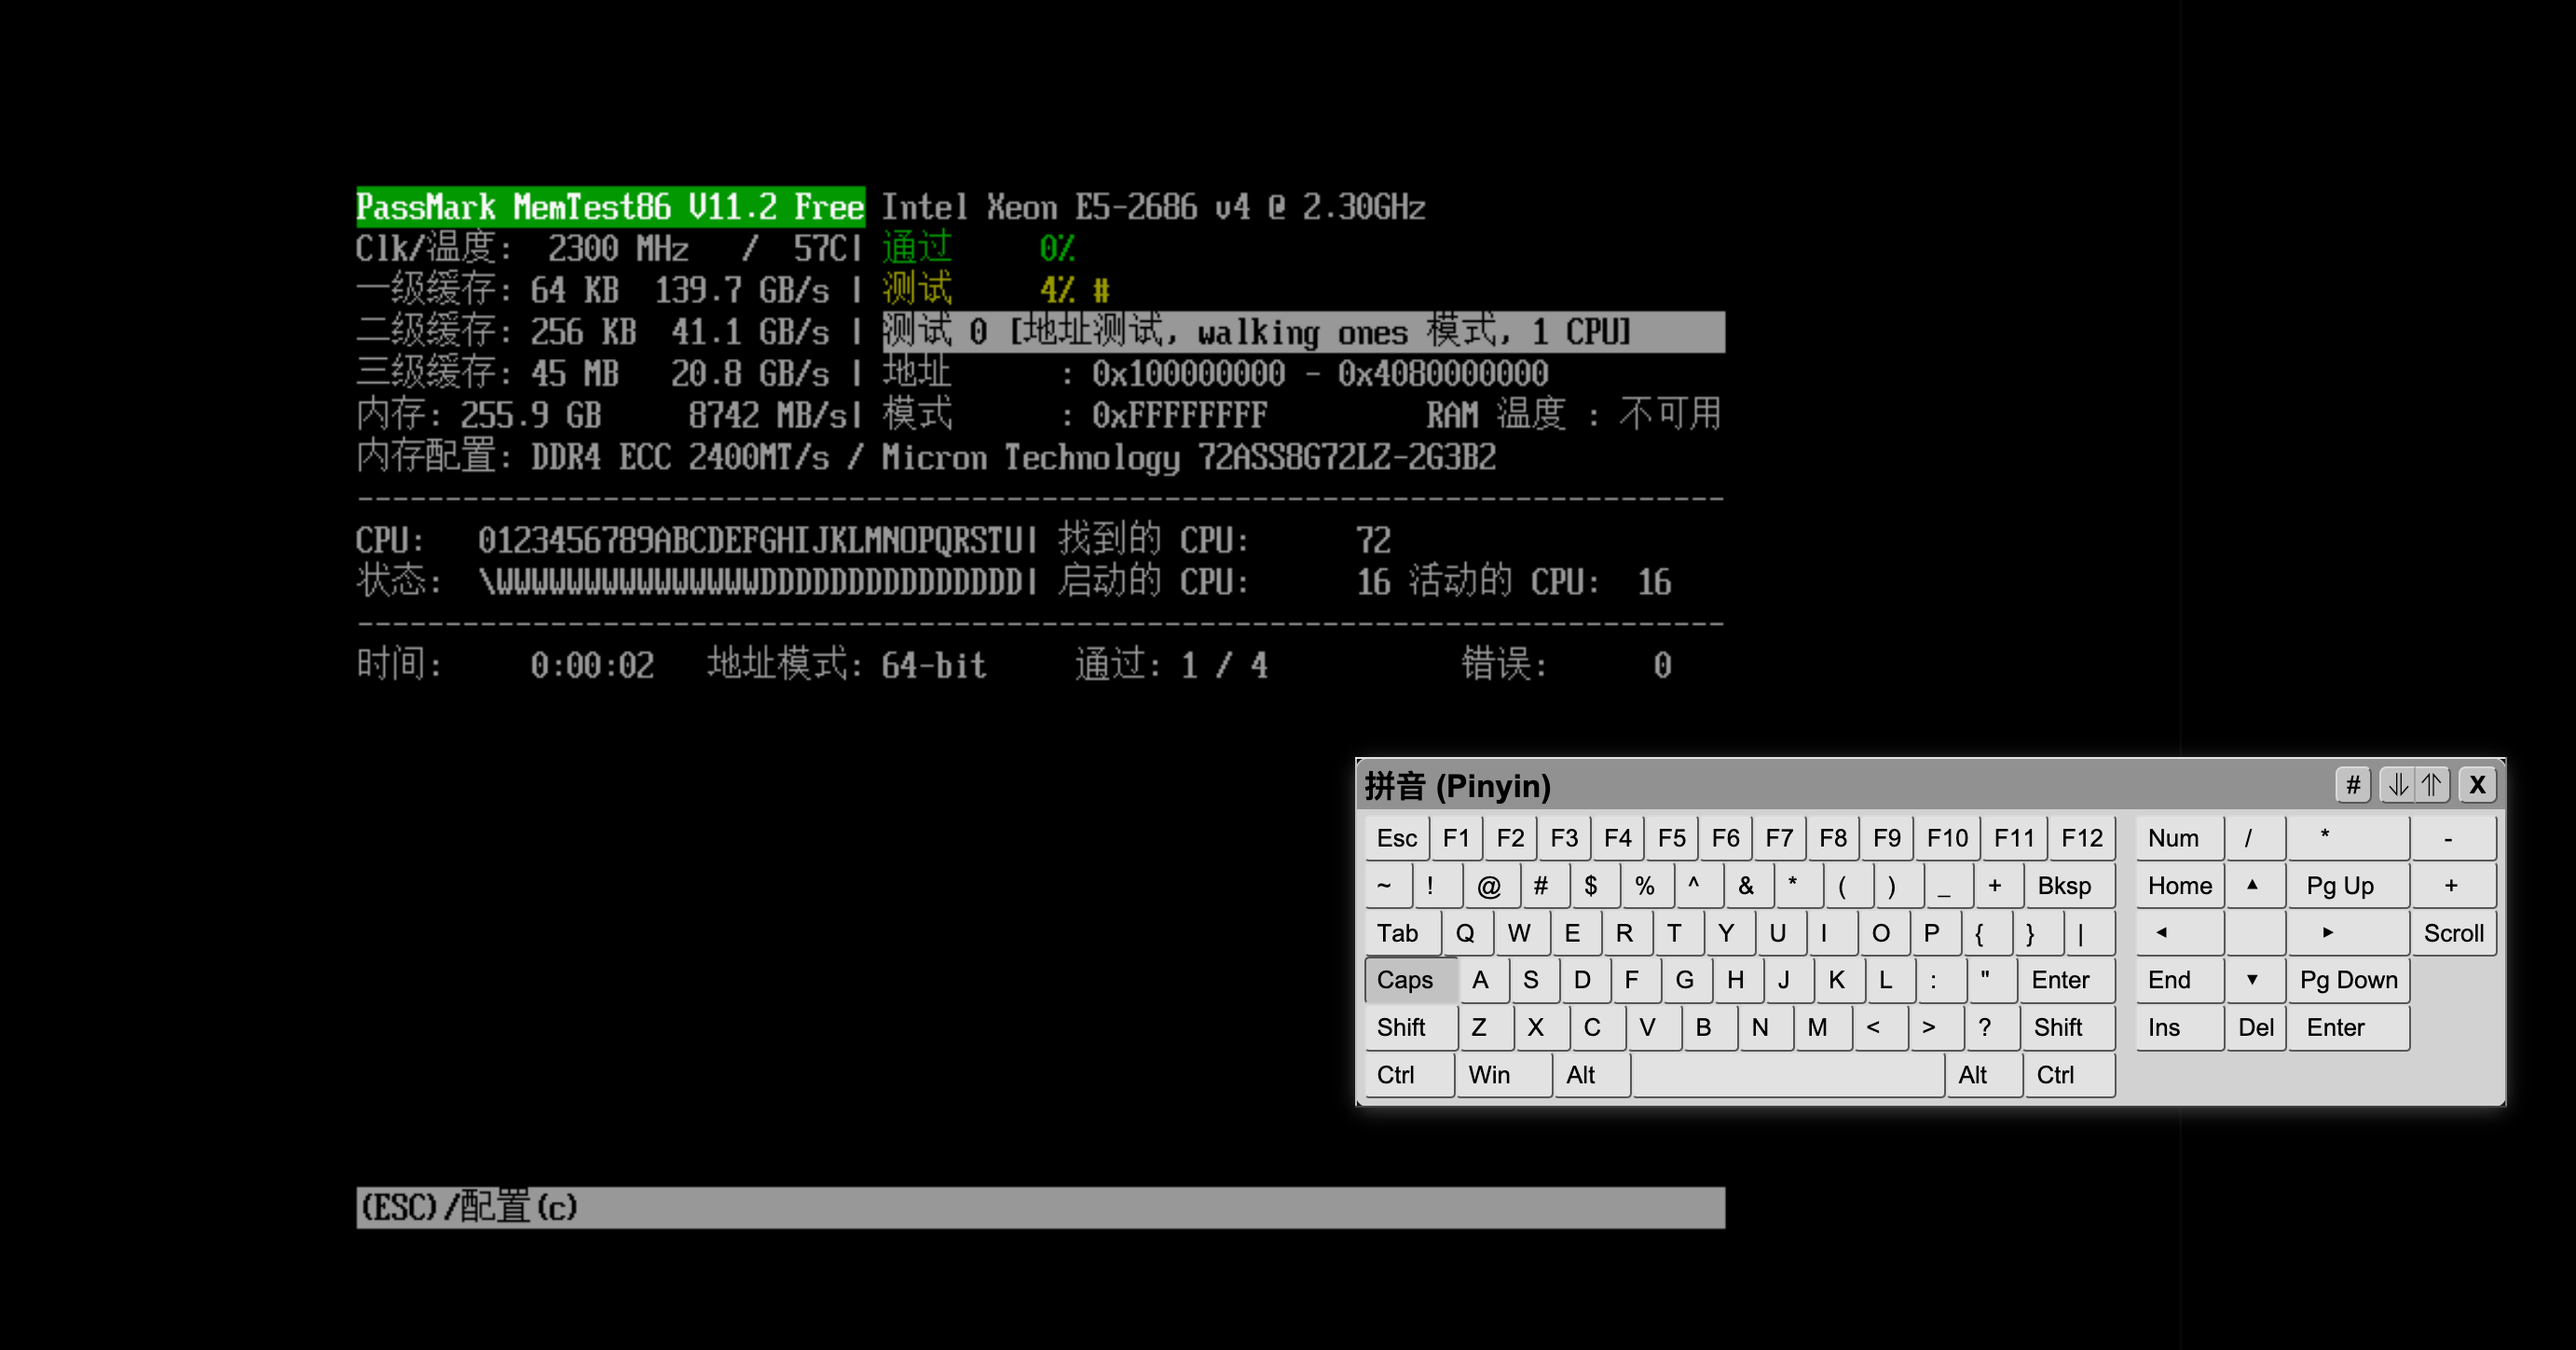 PassMark MemTest86 V11.2 Free Intel Xeon E5-2686 v4 @ 2.30GHz
Clk/温度: 2300 MHz / 57C| 通过 0%
一级缓存: 64 KB 139.7 GB/s | 测试 4% #
二级缓存: 256 KB 41.1 GB/s | 测试 0 [地址测试, walking ones 模式, 1 CPU]
三级缓存: 45 MB 20.8 GB/s | 地址 : 0x100000000 - 0x4080000000
内存: 255.9 GB 8742 MB/s| 模式 : 0xFFFFFFFF RAM 温度 : 不可用
内存配置: DDR4 ECC 2400MT/s / Micron Technology 72ASS8G72LZ-2G3B2
------------------------------------------------------------------------------
CPU: 0123456789ABCDEFGHIJKLMNOPQRSTU| 找到的 CPU: 72
状态: \WWWWWWWWWWWWWWWDDDDDDDDDDDDDDD| 启动的 CPU: 16 活动的 CPU: 16
------------------------------------------------------------------------------
时间: 0:00:02 地址模式: 64-bit 通过: 1 / 4 错误: 0
拼音 (Pinyin) # ⥥ ⥣ X
Esc F1 F2 F3 F4 F5 F6 F7 F8 F9 F10 F11 F12 Num / * -
~ ! @ # $ % ^ & * ( ) _ + Bksp Home ▲ Pg Up +
Tab Q W E R T Y U I O P { } | ◄ ► Scroll
Caps A S D F G H J K L : " Enter End ▼ Pg Down
Shift Z X C V B N M < > ? Shift Ins Del Enter
Ctrl Win Alt Alt Ctrl
(ESC)/配置(c)